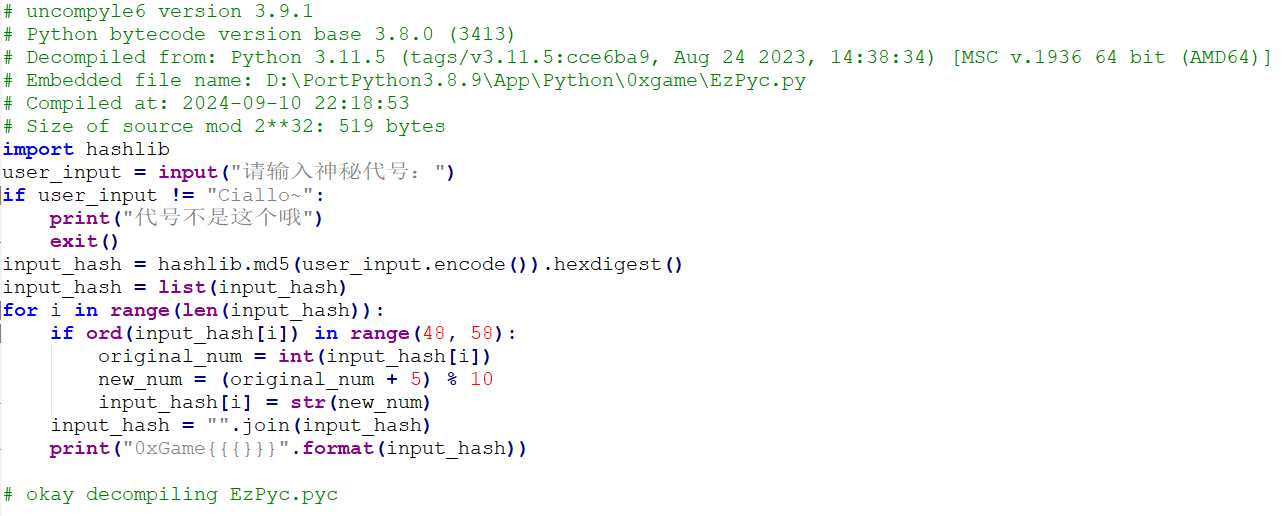 # uncompyle6 version 3.9.1
# Python bytecode version base 3.8.0 (3413)
# Decompiled from: Python 3.11.5 (tags/v3.11.5:cce6ba9, Aug 24 2023, 14:38:34) [MSC v.1936 64 bit (AMD64)]
# Embedded file name: D:\PortPython3.8.9\App\Python\0xgame\EzPyc.py
# Compiled at: 2024-09-10 22:18:53
# Size of source mod 2**32: 519 bytes
import hashlib
user_input = input("请输入神秘代号：")
if user_input != "Ciallo~":
    print("代号不是这个哦")
    exit()
input_hash = hashlib.md5(user_input.encode()).hexdigest()
input_hash = list(input_hash)
for i in range(len(input_hash)):
    if ord(input_hash[i]) in range(48, 58):
        original_num = int(input_hash[i])
        new_num = (original_num + 5) % 10
        input_hash[i] = str(new_num)
    input_hash = "".join(input_hash)
    print("0xGame{{{}}}".format(input_hash))
# okay decompiling EzPyc.pyc